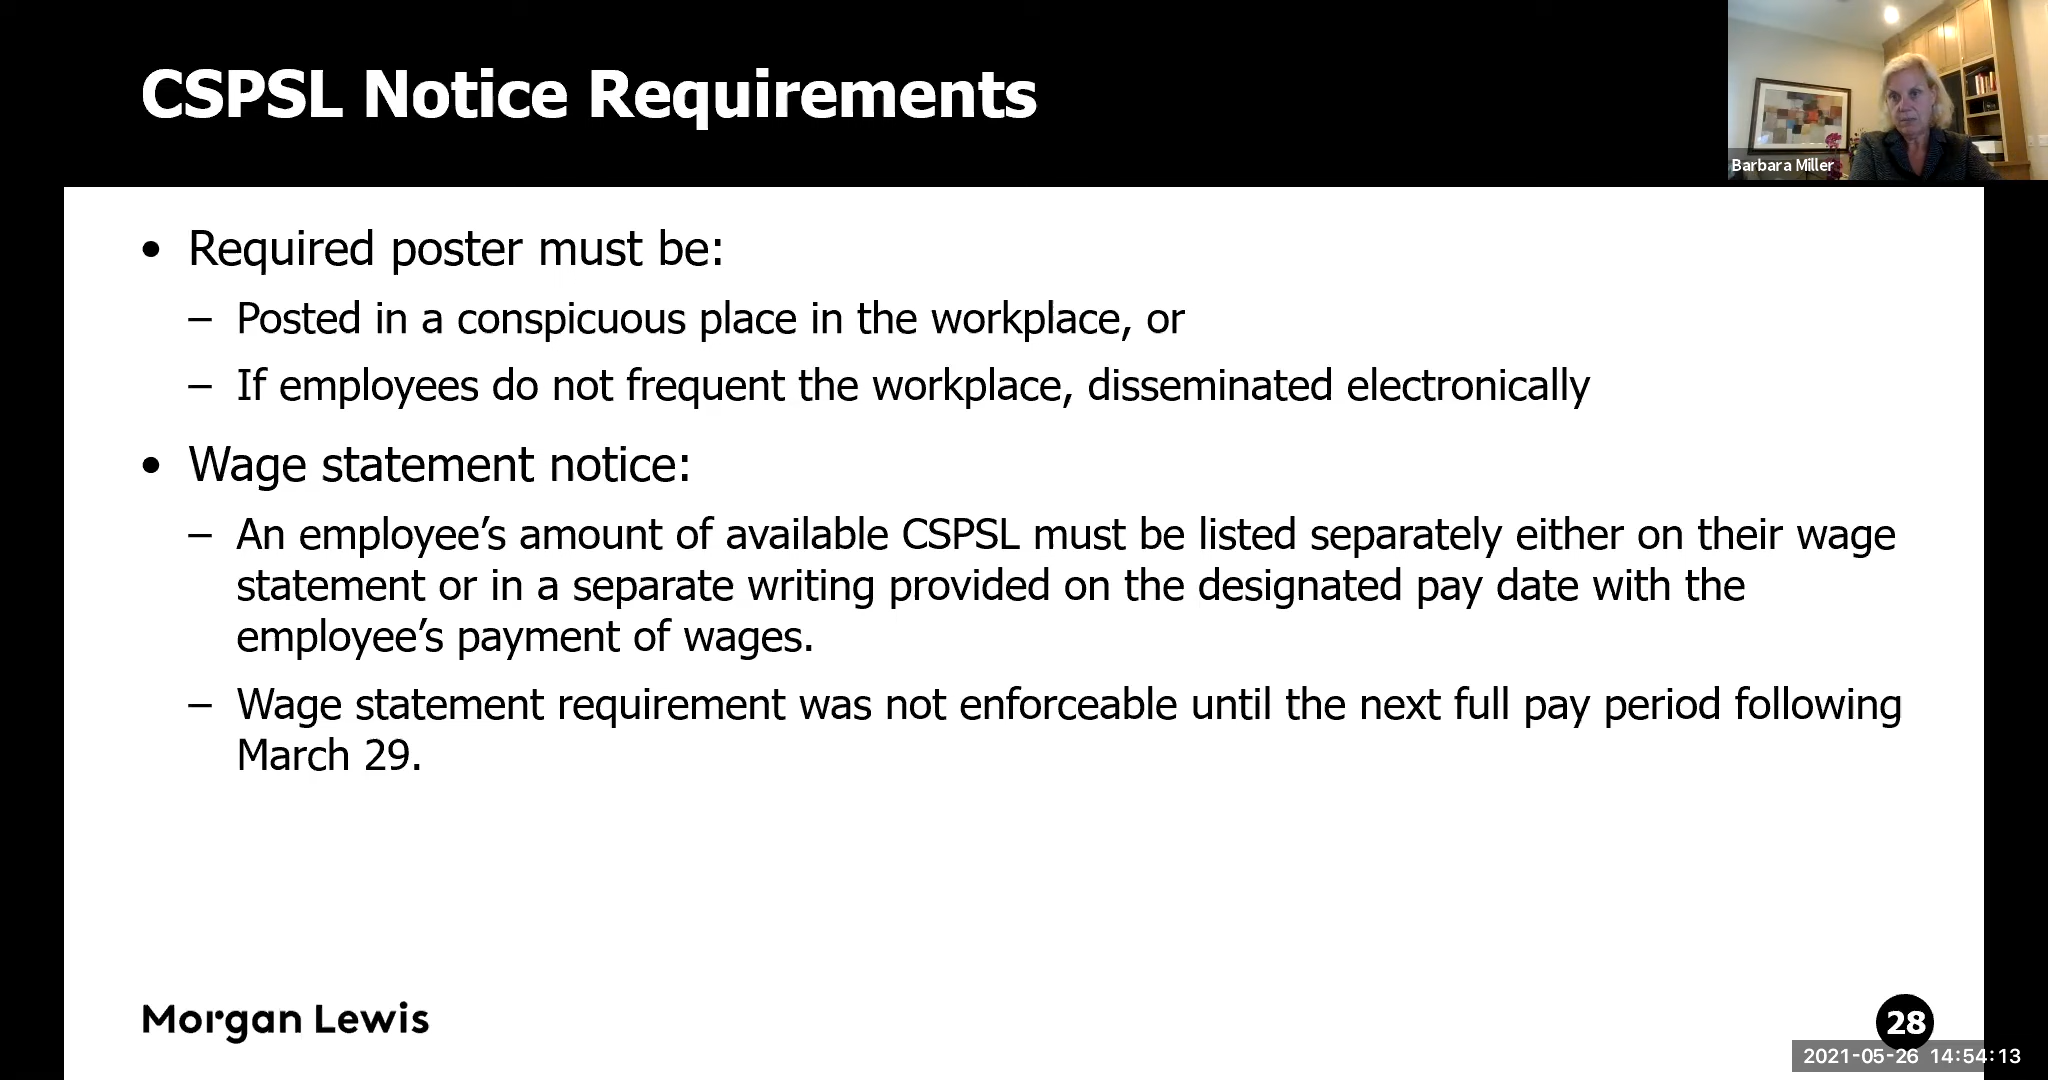 CSPSL Notice Requirements
Barbara Miller
• Required poster must be:
– Posted in a conspicuous place in the workplace, or
– If employees do not frequent the workplace, disseminated electronically
• Wage statement notice:
– An employee’s amount of available CSPSL must be listed separately either on their wage
statement or in a separate writing provided on the designated pay date with the
employee’s payment of wages.
– Wage statement requirement was not enforceable until the next full pay period following
March 29.
Morgan Lewis
28
2021-05-26 14:54:13